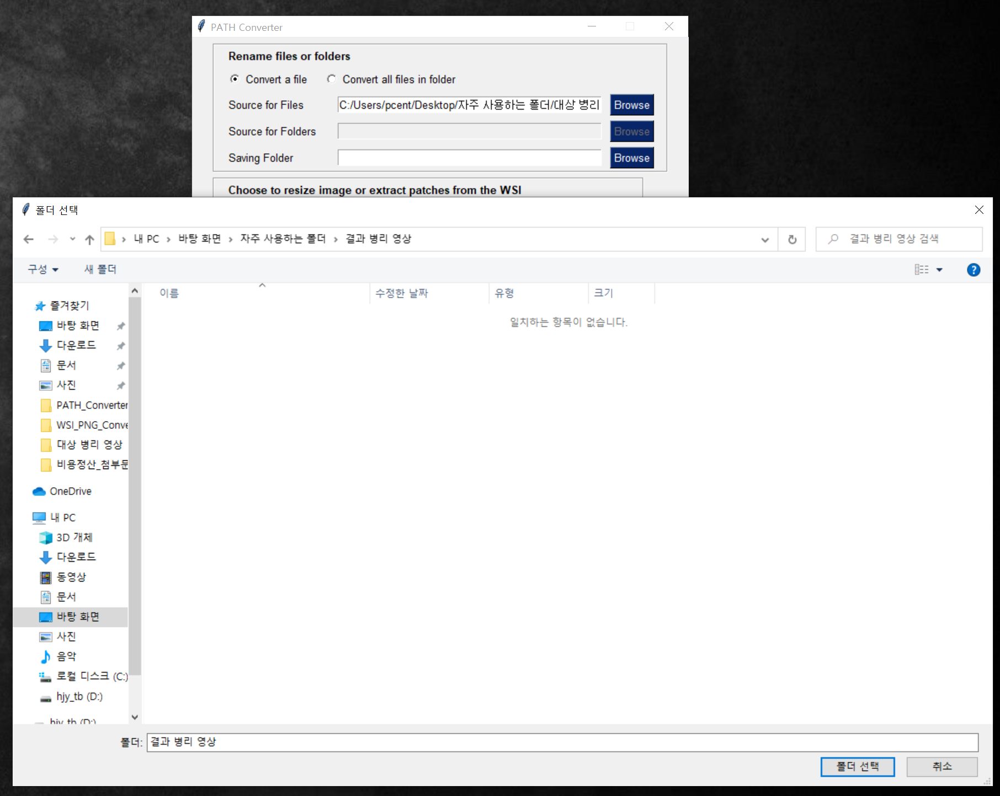 PATH Converter
Rename files or folders
Convert a file
Convert all files in folder
Source for Files
C:/Users/pcent/Desktop/자주 사용하는 폴더/대상 병리
Browse
Source for Folders
Browse
Saving Folder
Browse
Choose to resize image or extract patches from the WSI
폴더 선택
내 PC › 바탕 화면 › 자주 사용하는 폴더 › 결과 병리 영상
결과 병리 영상 검색
구성
새 폴더
이름
수정한 날짜
유형
크기
일치하는 항목이 없습니다.
즐겨찾기
바탕 화면
다운로드
문서
사진
PATH_Converter
WSI_PNG_Conve
대상 병리 영상
비용정산_첨부문
OneDrive
내 PC
3D 개체
다운로드
동영상
문서
바탕 화면
사진
음악
로컬 디스크 (C:)
hjy_tb (D:)
hjy_tb (D:)
폴더:
결과 병리 영상
폴더 선택
취소